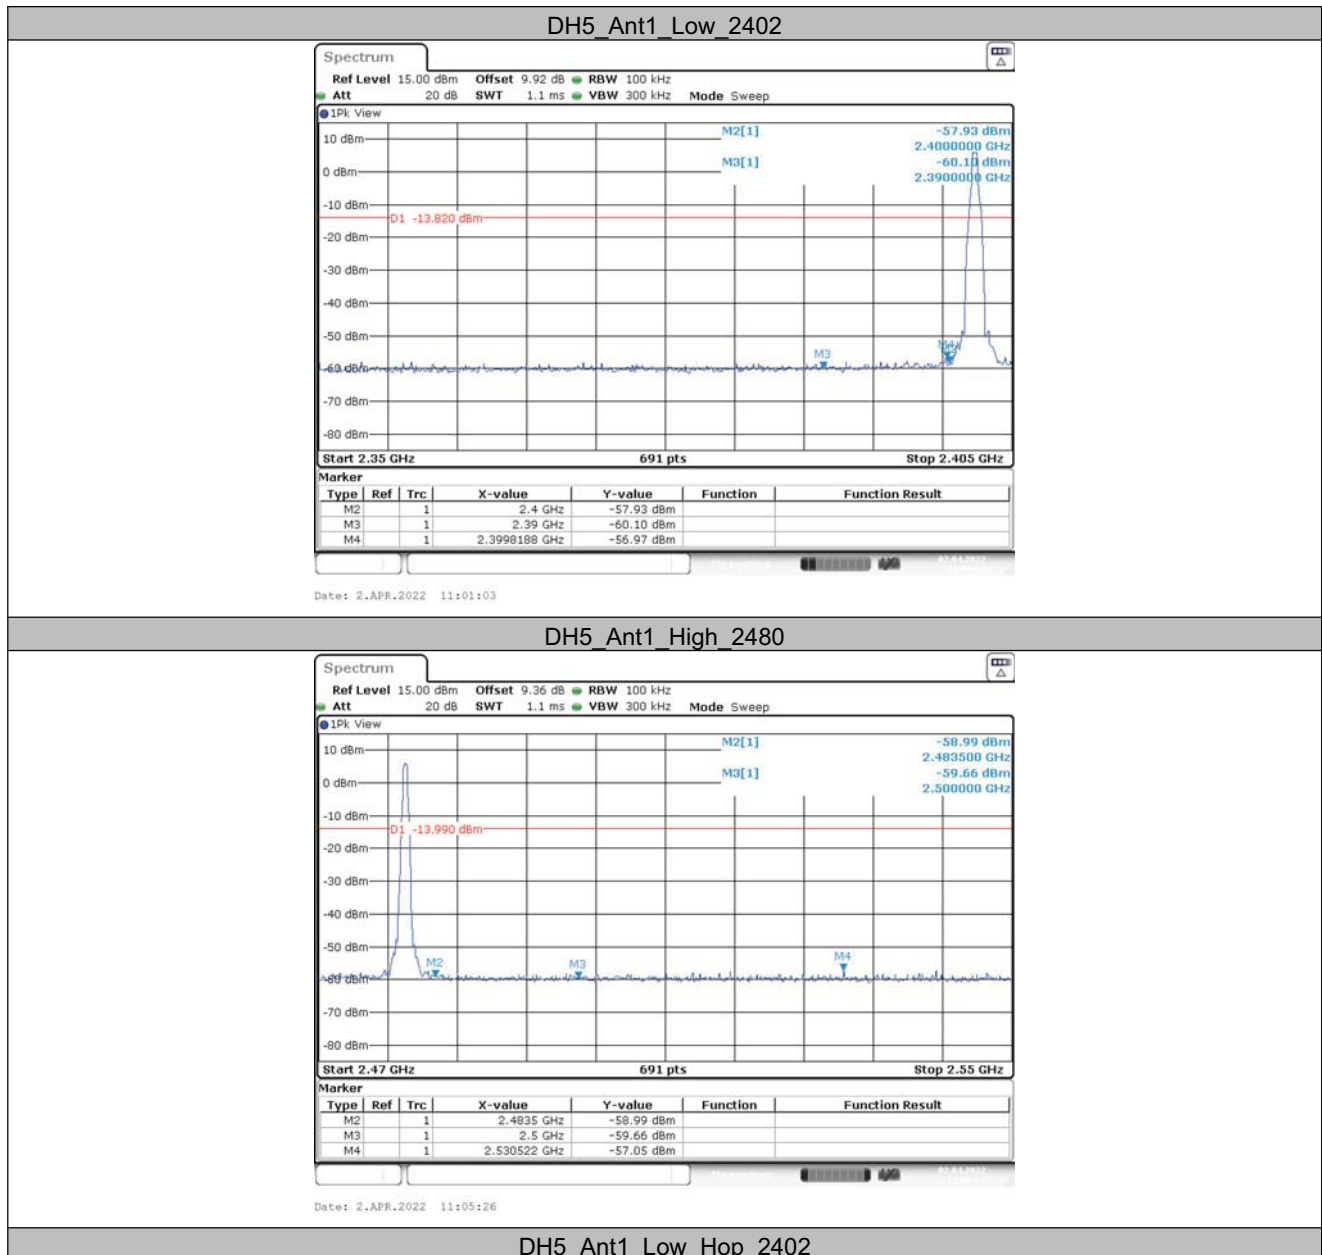 DH5_Ant1_Low_2402
Spectrum
Ref Level 15.00 dBm Offset 9.92 dB RBW 100 kHz
Att 20 dB SWT 1.1 ms VBW 300 kHz Mode Sweep
1Pk View
M2[1] -57.93 dBm
10 dBm
2.4000000 GHz
M3[1] -60.10 dBm
0 dBm
2.3900000 GHz
-10 dBm
D1 -13.820 dBm
-20 dBm
-30 dBm
-40 dBm
-50 dBm
M3 M4
-60 dBm
-70 dBm
-80 dBm
Start 2.35 GHz 691 pts Stop 2.405 GHz
Marker
Type Ref Trc X-value Y-value Function Function Result
M2 1 2.4 GHz -57.93 dBm
M3 1 2.39 GHz -60.10 dBm
M4 1 2.3998188 GHz -56.97 dBm
Date: 2.APR.2022 11:01:03
DH5_Ant1_High_2480
Spectrum
Ref Level 15.00 dBm Offset 9.36 dB RBW 100 kHz
Att 20 dB SWT 1.1 ms VBW 300 kHz Mode Sweep
1Pk View
M2[1] -58.99 dBm
10 dBm
2.483500 GHz
M3[1] -59.66 dBm
0 dBm
2.500000 GHz
-10 dBm
D1 -13.990 dBm
-20 dBm
-30 dBm
-40 dBm
-50 dBm
M2 M3 M4
-60 dBm
-70 dBm
-80 dBm
Start 2.47 GHz 691 pts Stop 2.55 GHz
Marker
Type Ref Trc X-value Y-value Function Function Result
M2 1 2.4835 GHz -58.99 dBm
M3 1 2.5 GHz -59.66 dBm
M4 1 2.530522 GHz -57.05 dBm
Date: 2.APR.2022 11:05:26
DH5_Ant1_Low_Hop_2402